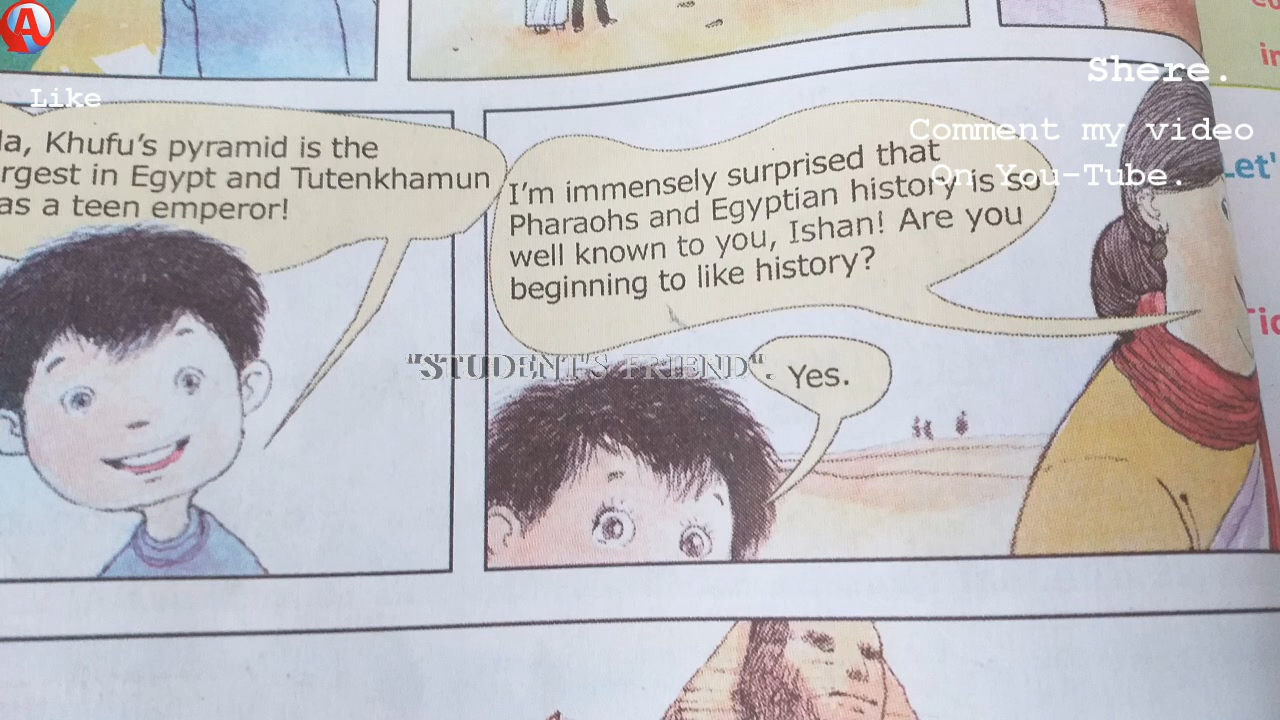 Shere.
Like
Comment my video
On You-Tube.
la, Khufu's pyramid is the
rgest in Egypt and Tutenkhamun
as a teen emperor!
I'm immensely surprised that
Pharaohs and Egyptian history is so
well known to you, Ishan! Are you
beginning to like history?
"STUDENT'S FRIEND".
Yes.
Let'